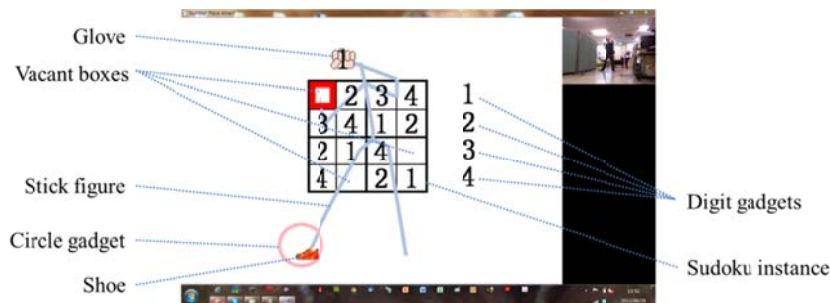 Glove
1
Vacant boxes
2 3 4
1
3 4 1 2
2
2 1 4
3
Stick figure
4 2 1
4
Digit gadgets
Circle gadget
Sudoku instance
Shoe